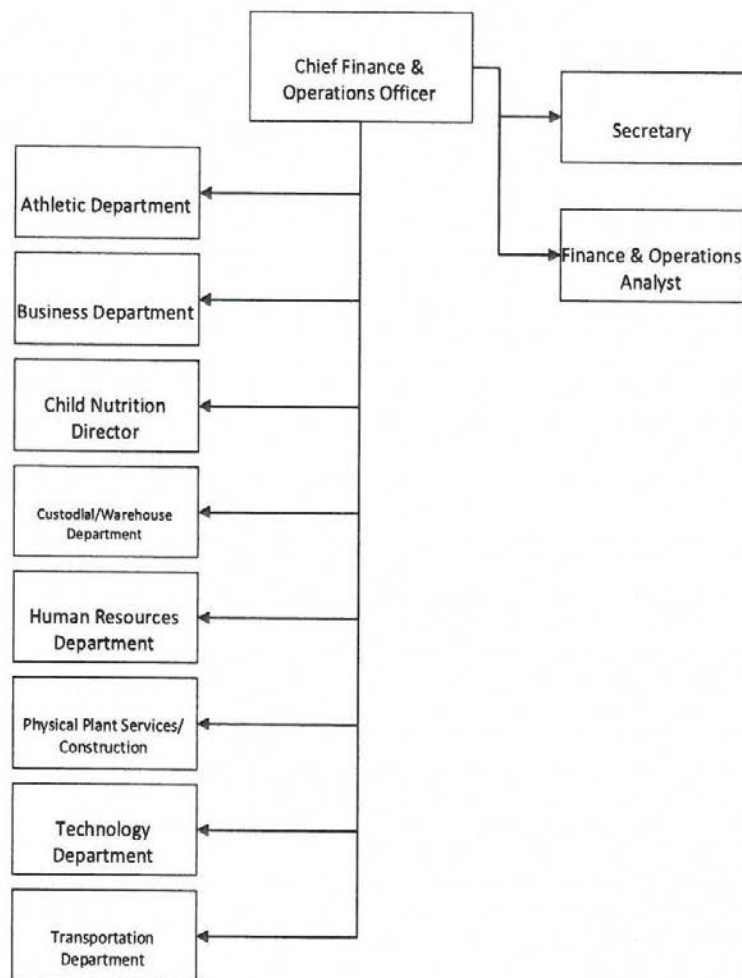 Chief Finance &
Operations Officer
Secretary
Finance & Operations
Analyst
Athletic Department
Business Department
Child Nutrition
Director
Custodial/Warehouse
Department
Human Resources
Department
Physical Plant Services/
Construction
Technology
Department
Transportation
Department